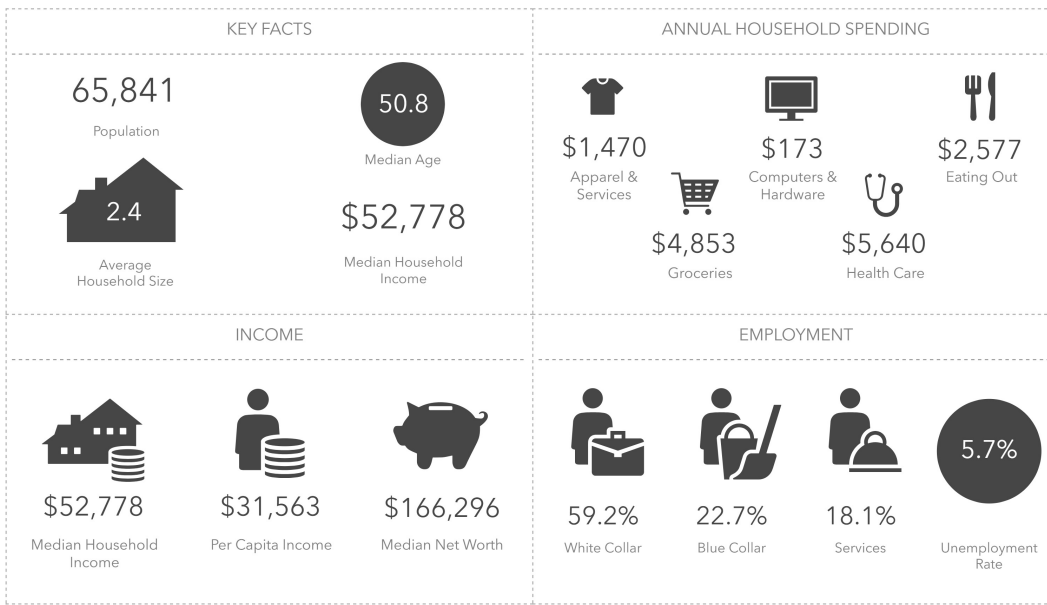 KEY FACTS
65,841
Population
50.8
Median Age
2.4
Average
Household Size
$52,778
Median Household
Income
ANNUAL HOUSEHOLD SPENDING
$1,470
Apparel &
Services
$173
Computers &
Hardware
$2,577
Eating Out
$4,853
Groceries
$5,640
Health Care
INCOME
$52,778
Median Household
Income
$31,563
Per Capita Income
$166,296
Median Net Worth
EMPLOYMENT
59.2%
White Collar
22.7%
Blue Collar
18.1%
Services
5.7%
Unemployment
Rate